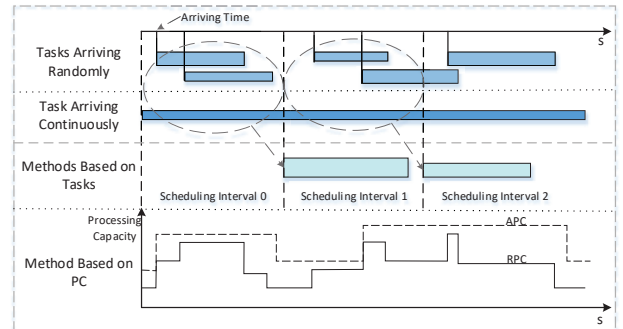 Arriving Time
S
Tasks Arriving
Randomly
Task Arriving
Continuously
Methods Based on
Tasks
Scheduling Interval 0
Scheduling Interval 1
Scheduling Interval 2
Processing
Capacity
APC
Method Based on
PC
RPC
S